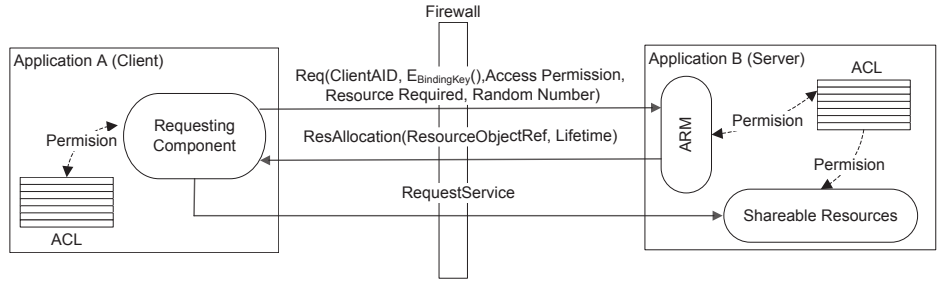 Firewall
Application A (Client)
Application B (Server)
Req(ClientAID, EBindingKey(),Access Permission,
Resource Required, Random Number)
ACL
Requesting
Component
Permision
ARM
Permision
ResAllocation(ResourceObjectRef, Lifetime)
Permision
RequestService
Shareable Resources
ACL